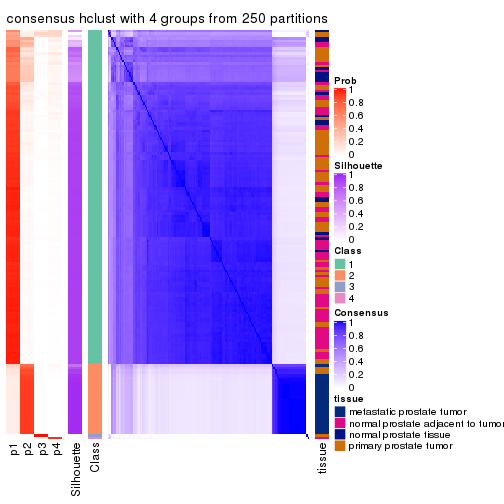 consensus hclust with 4 groups from 250 partitions
Prob
1
0.8
0.6
0.4
0.2
0
Silhouette
1
0.8
0.6
0.4
0.2
0
Class
1
2
3
4
Consensus
1
0.8
0.6
0.4
0.2
0
tissue
metastatic prostate tumor
normal prostate adjacent to tumor
normal prostate tissue
primary prostate tumor
p1
p2
p3
p4
Silhouette
Class
tissue